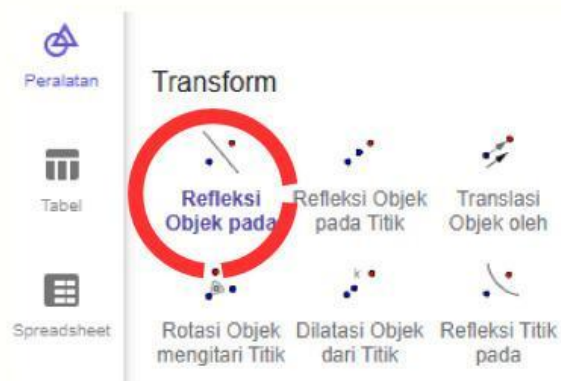 Peralatan
Transform
Tabel
Refleksi
Objek pada
Refleksi Objek
pada Titik
Translasi
Objek oleh
Spreadsheet
Rotasi Objek
mengitari Titik
k
Dilatasi Objek
dari Titik
Refleksi Titik
pada